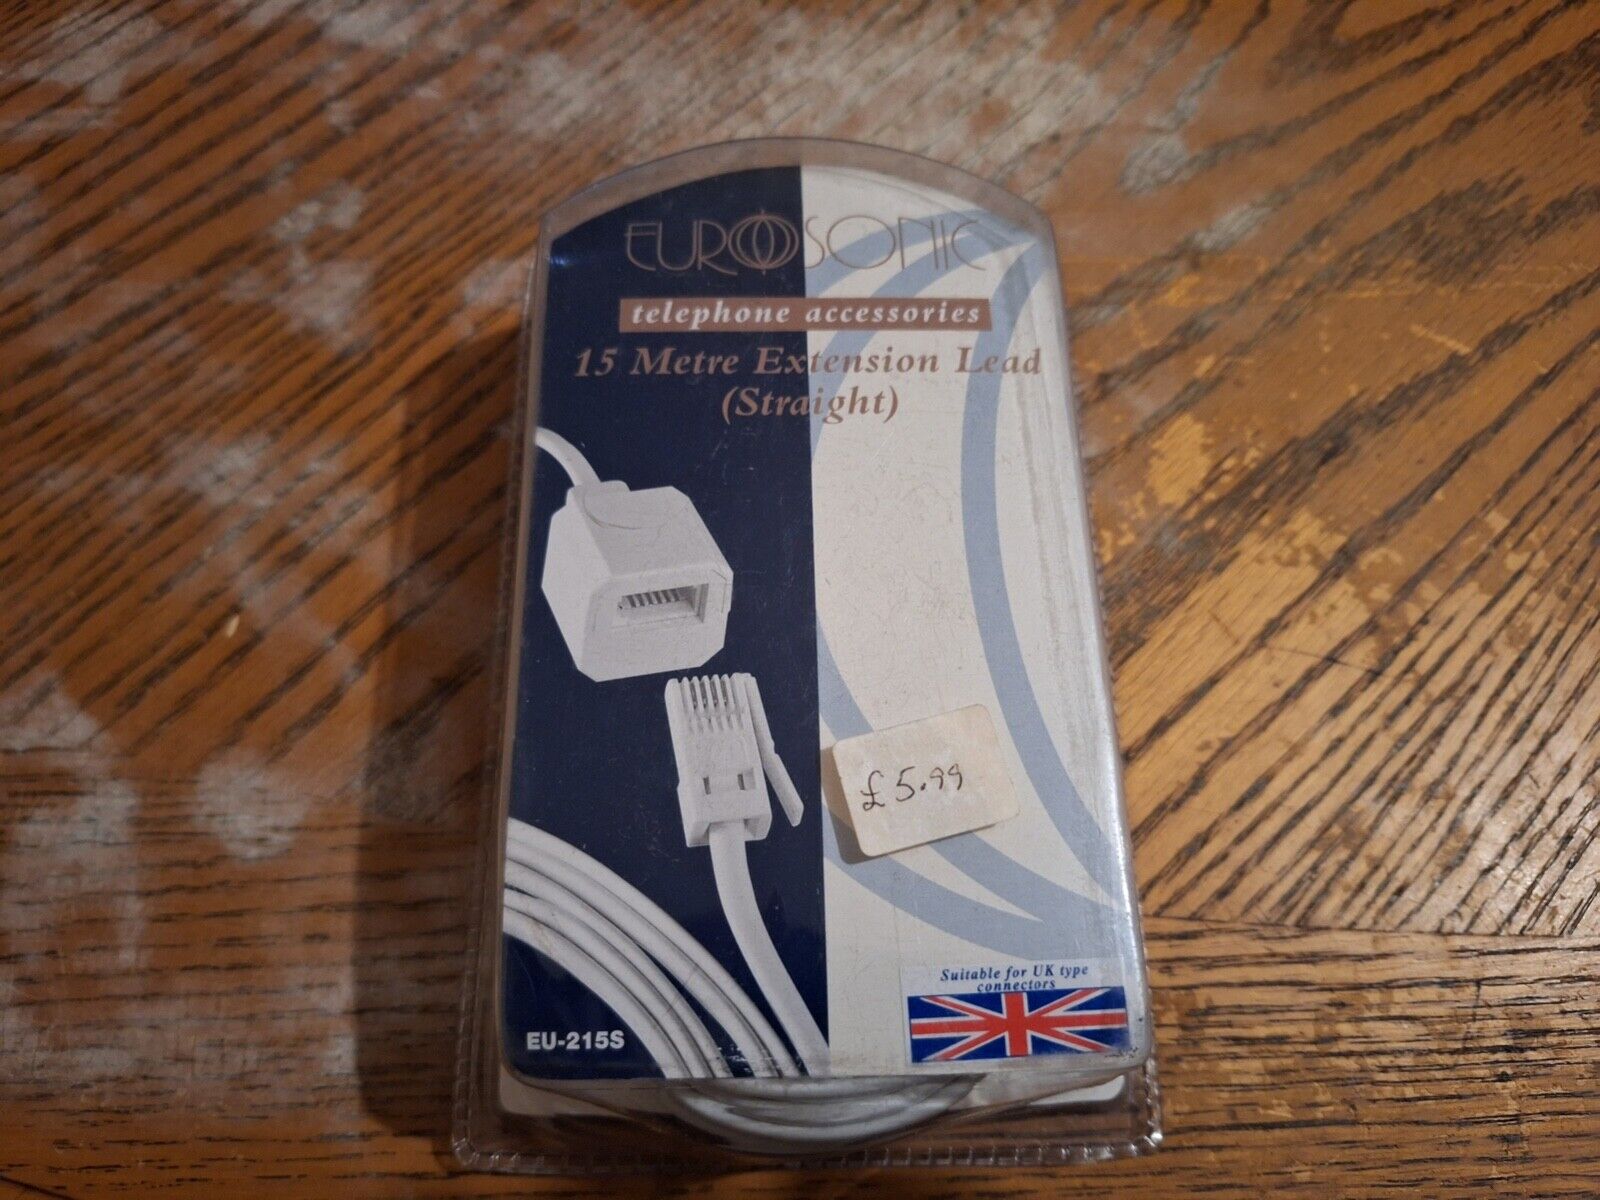 EUROSONIC
telephone accessories
15 Metre Extension Lead
(Straight)
£5.99
Suitable for UK type
connectors
EU-215S